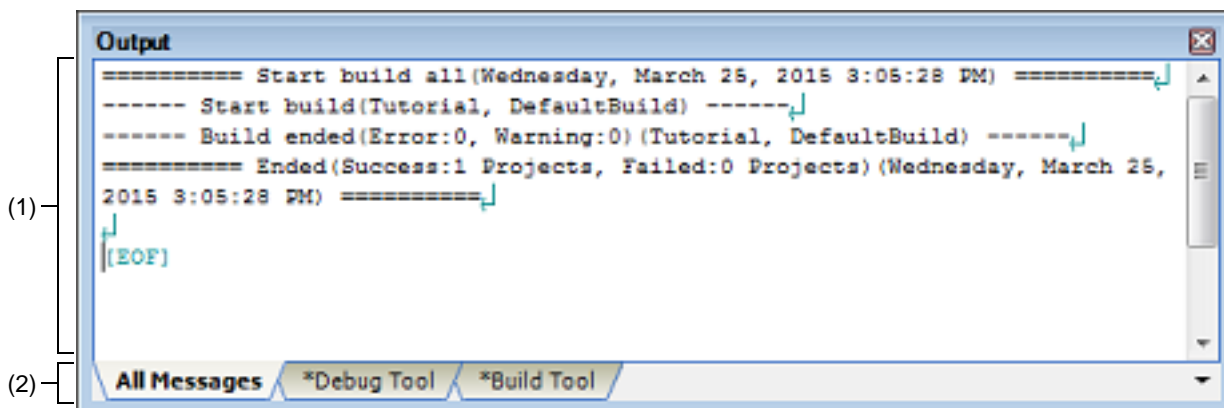 Output
========== Start build all(Wednesday, March 25, 2015 3:05:28 PM) ==========
------ Start build(Tutorial, DefaultBuild) ------
------ Build ended(Error:0, Warning:0)(Tutorial, DefaultBuild) ------
========== Ended(Success:1 Projects, Failed:0 Projects)(Wednesday, March 25,
2015 3:05:28 PM) ==========
(1)
[EOF]
(2)
All Messages *Debug Tool *Build Tool